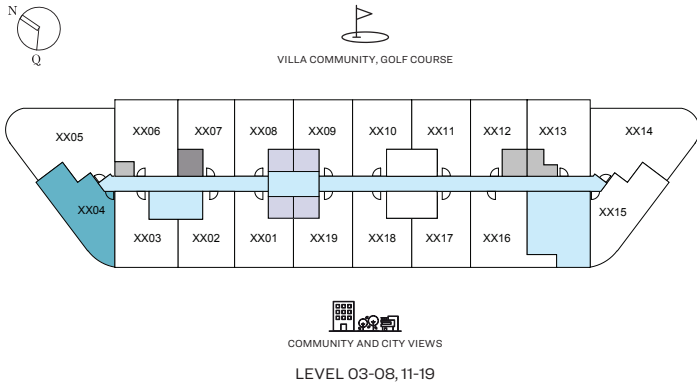 N
Q
VILLA COMMUNITY, GOLF COURSE
XX05 XX06 XX07 XX08 XX09 XX10 XX11 XX12 XX13 XX14
XX04 XX03 XX02 XX01 XX19 XX18 XX17 XX16 XX15
COMMUNITY AND CITY VIEWS
LEVEL 03-08, 11-19